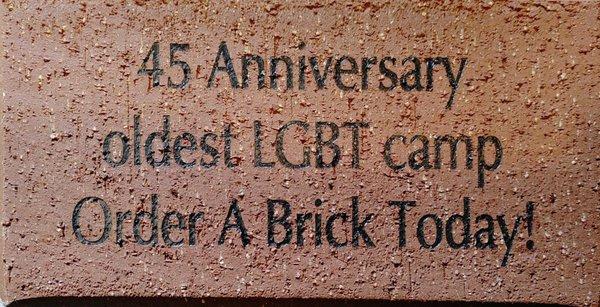 45 Anniversary
oldest LGBT camp
Order A Brick Today!